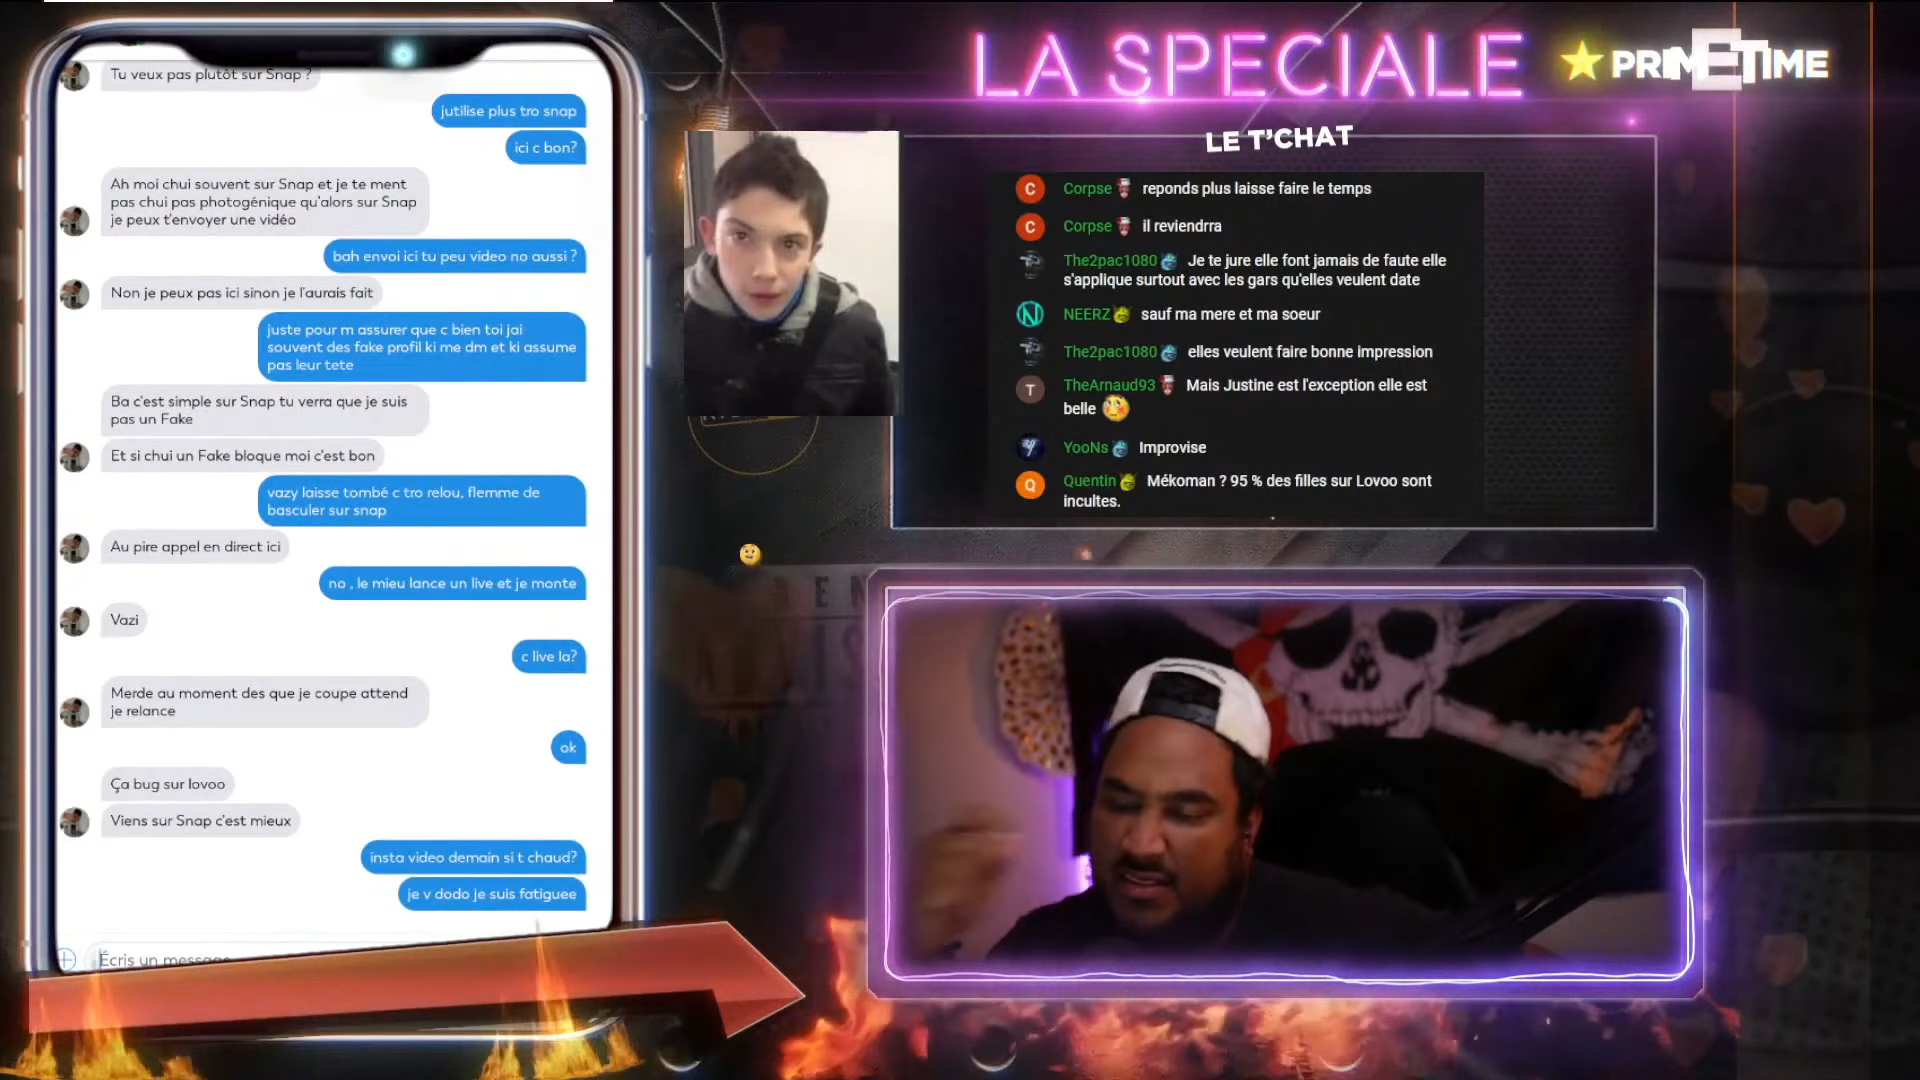 Tu veux pas plutôt sur Snap ?
jutilise plus tro snap
ici c bon?
Ah moi chui souvent sur Snap et je te ment
pas chui pas photogénique qu'alors sur Snap
je peux t'envoyer une vidéo
bah envoi ici tu peu video no aussi ?
Non je peux pas ici sinon je l'aurais fait
juste pour m assurer que c bien toi jai
souvent des fake profil ki me dm et ki assume
pas leur tete
Ba c'est simple sur Snap tu verra que je suis
pas un Fake
Et si chui un Fake bloque moi c'est bon
vazy laisse tombé c tro relou, flemme de
basculer sur snap
Au pire appel en direct ici
no , le mieu lance un live et je monte
Vazi
c live la?
Merde au moment des que je coupe attend
je relance
ok
Ça bug sur lovoo
Viens sur Snap c'est mieux
insta video demain si t chaud?
je v dodo je suis fatiguee
Écris un message
LA SPECIALE
PRIMETIME
LE T'CHAT
C Corpse reponds plus laisse faire le temps
C Corpse il reviendrra
The2pac1080 Je te jure elle font jamais de faute elle
s'applique surtout avec les gars qu'elles veulent date
NEERZ sauf ma mere et ma soeur
The2pac1080 elles veulent faire bonne impression
T TheArnaud93 Mais Justine est l'exception elle est
belle
YooNs Improvise
Q Quentin Mékoman ? 95 % des filles sur Lovoo sont
incultes.